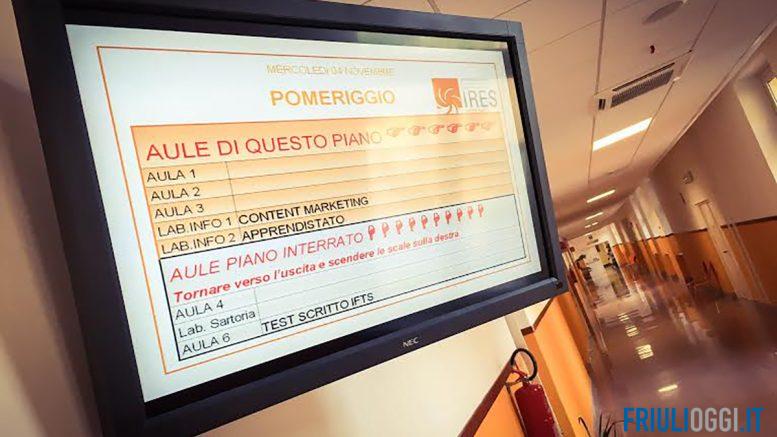 MERCOLEDÌ 04 NOVEMBRE
POMERIGGIO
IRES
AULE DI QUESTO PIANO
AULA 1
AULA 2
AULA 3
LAB.INFO 1 CONTENT MARKETING
LAB.INFO 2 APPRENDISTATO
AULE PIANO INTERRATO
Tornare verso l'uscita e scendere le scale sulla destra
AULA 4
Lab. Sartoria
AULA 6 TEST SCRITTO IFTS
NEC
FRIULIOGGI.IT